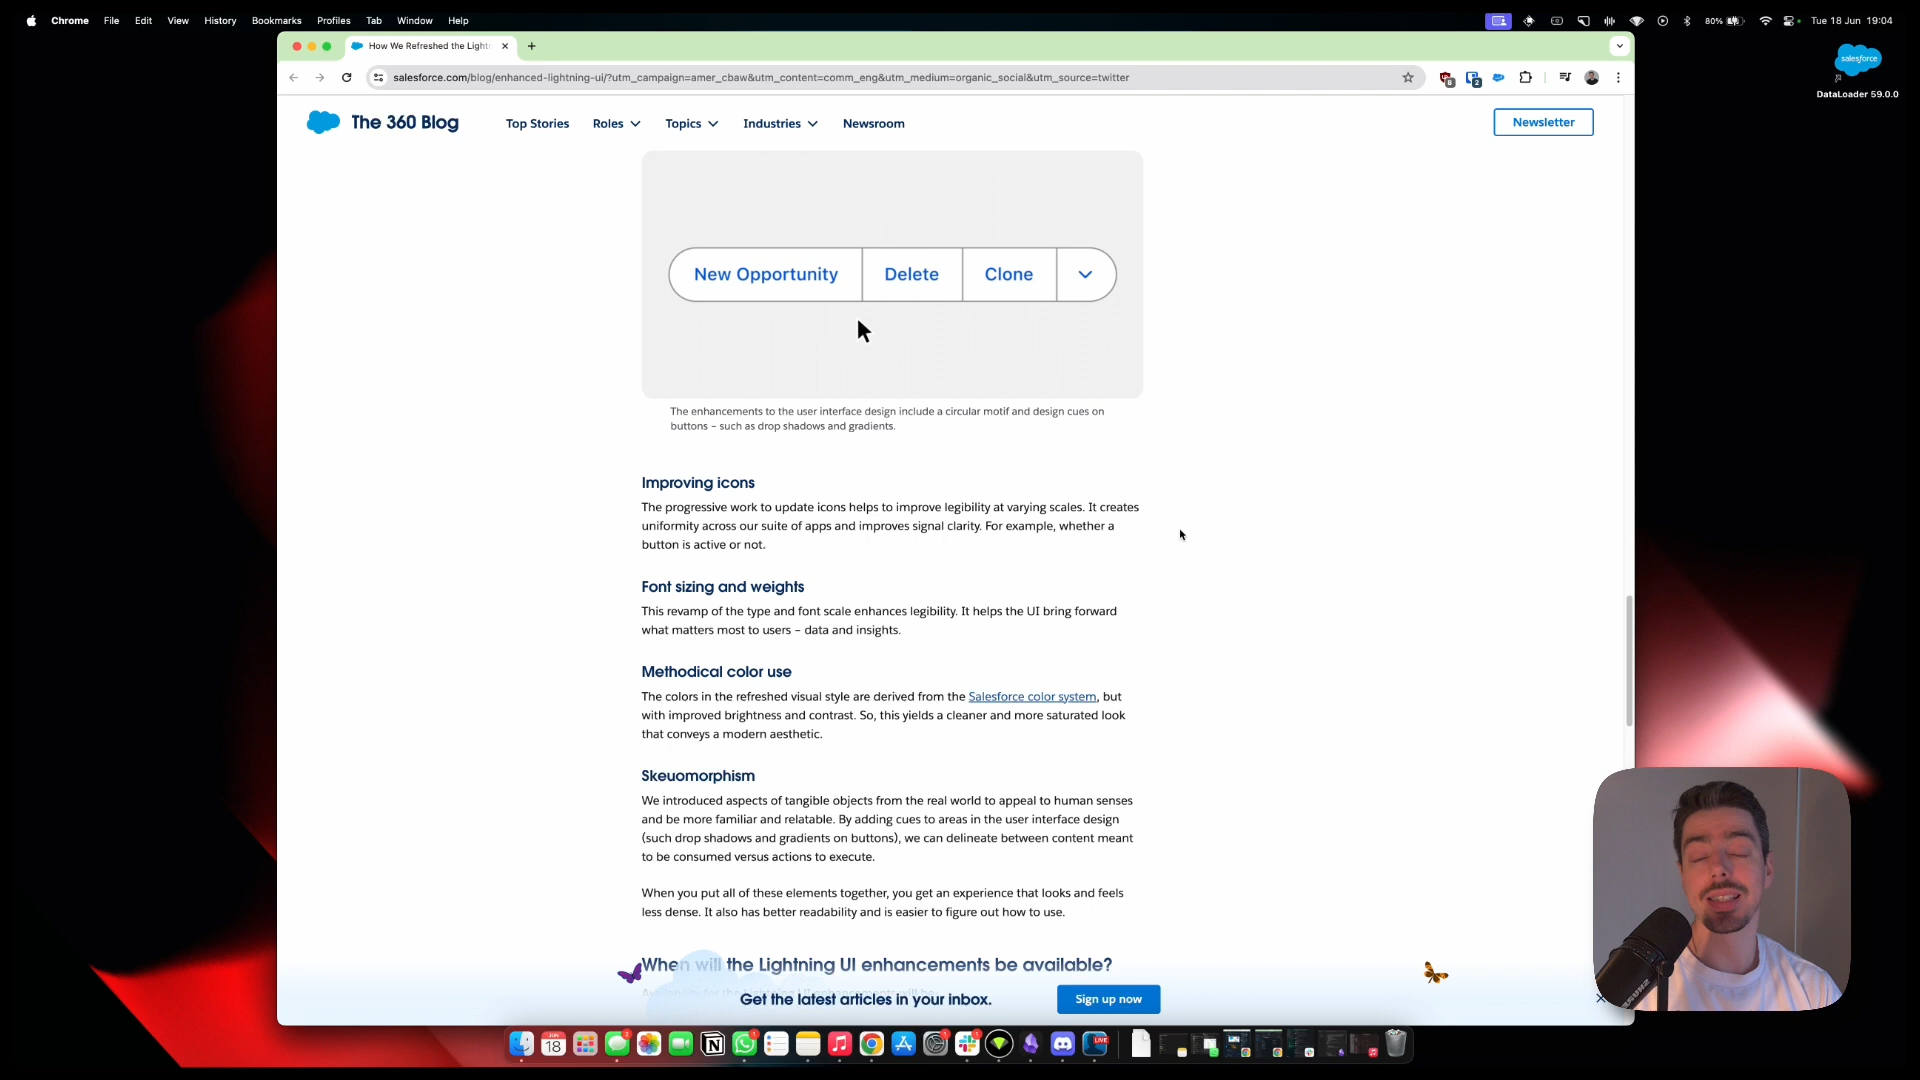 Chrome File Edit View History Bookmarks Profiles Tab Window Help
80%
Tue 18 Jun 19:04
How We Refreshed the Light
salesforce.com/blog/enhanced-lightning-ui/?utm_campaign=amer_cbaw&utm_content=comm_eng&utm_medium=organic_social&utm_source=twitter
8
2
salesforce
DataLoader 59.0.0
The 360 Blog
Top Stories Roles Topics Industries Newsroom
Newsletter
New Opportunity Delete Clone
The enhancements to the user interface design include a circular motif and design cues on
buttons – such as drop shadows and gradients.
Improving icons
The progressive work to update icons helps to improve legibility at varying scales. It creates
uniformity across our suite of apps and improves signal clarity. For example, whether a
button is active or not.
Font sizing and weights
This revamp of the type and font scale enhances legibility. It helps the UI bring forward
what matters most to users – data and insights.
Methodical color use
The colors in the refreshed visual style are derived from the Salesforce color system, but
with improved brightness and contrast. So, this yields a cleaner and more saturated look
that conveys a modern aesthetic.
Skeuomorphism
We introduced aspects of tangible objects from the real world to appeal to human senses
and be more familiar and relatable. By adding cues to areas in the user interface design
(such drop shadows and gradients on buttons), we can delineate between content meant
to be consumed versus actions to execute.
When you put all of these elements together, you get an experience that looks and feels
less dense. It also has better readability and is easier to figure out how to use.
When will the Lightning UI enhancements be available?
Get the latest articles in your inbox.
Sign up now
JUN
18
LIVE